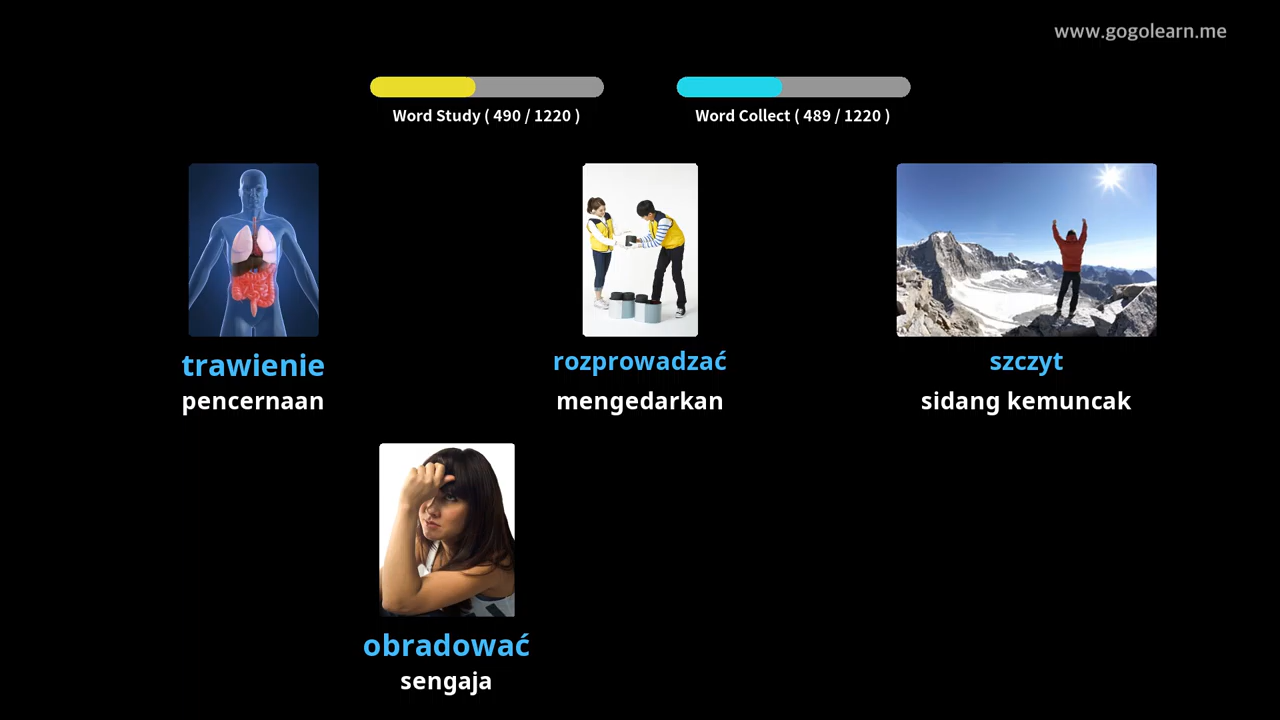 www.gogolearn.me
Word Study ( 490 / 1220 )
Word Collect ( 489 / 1220 )
trawienie
pencernaan
rozprowadzać
mengedarkan
szczyt
sidang kemuncak
obradować
sengaja